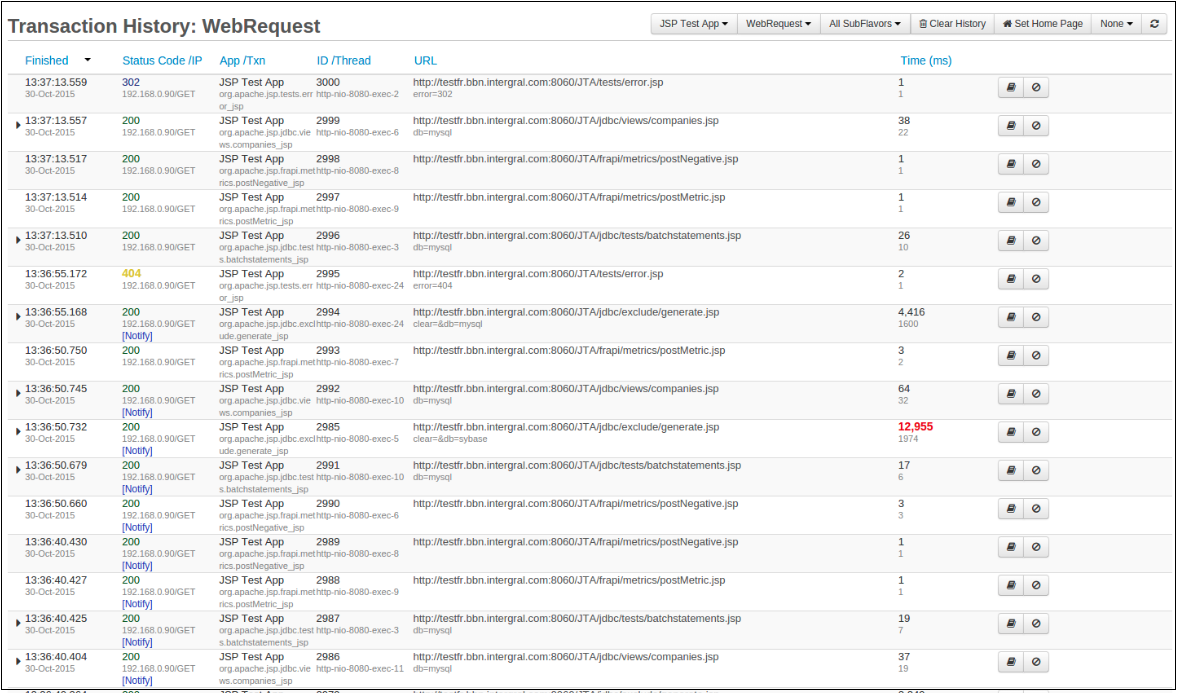 Transaction History: WebRequest
JSP Test App WebRequest All SubFlavors Clear History Set Home Page None
Finished Status Code /IP App /Txn ID /Thread URL Time (ms)
13:37:13.559 302 JSP Test App 3000 http://testfr.bbn.intergral.com:8060/JTA/tests/error.jsp 1
30-Oct-2015 192.168.0.90/GET org.apache.jsp.tests.err http-nio-8080-exec-2 error=302 1
or_jsp
13:37:13.557 200 JSP Test App 2999 http://testfr.bbn.intergral.com:8060/JTA/jdbc/views/companies.jsp 38
30-Oct-2015 192.168.0.90/GET org.apache.jsp.jdbc.vie http-nio-8080-exec-6 db=mysql 22
ws.companies_jsp
13:37:13.517 200 JSP Test App 2998 http://testfr.bbn.intergral.com:8060/JTA/frapi/metrics/postNegative.jsp 1
30-Oct-2015 192.168.0.90/GET org.apache.jsp.frapi.met http-nio-8080-exec-8 1
rics.postNegative_jsp
13:37:13.514 200 JSP Test App 2997 http://testfr.bbn.intergral.com:8060/JTA/frapi/metrics/postMetric.jsp 1
30-Oct-2015 192.168.0.90/GET org.apache.jsp.frapi.met http-nio-8080-exec-9 1
rics.postMetric_jsp
13:37:13.510 200 JSP Test App 2996 http://testfr.bbn.intergral.com:8060/JTA/jdbc/tests/batchstatements.jsp 26
30-Oct-2015 192.168.0.90/GET org.apache.jsp.jdbc.test http-nio-8080-exec-3 db=mysql 10
s.batchstatements_jsp
13:36:55.172 404 JSP Test App 2995 http://testfr.bbn.intergral.com:8060/JTA/tests/error.jsp 2
30-Oct-2015 192.168.0.90/GET org.apache.jsp.tests.err http-nio-8080-exec-24 error=404 1
or_jsp
13:36:55.168 200 JSP Test App 2994 http://testfr.bbn.intergral.com:8060/JTA/jdbc/exclude/generate.jsp 4,416
30-Oct-2015 192.168.0.90/GET org.apache.jsp.jdbc.excl http-nio-8080-exec-24 clear=&db=mysql 1600
[Notify] ude.generate_jsp
13:36:50.750 200 JSP Test App 2993 http://testfr.bbn.intergral.com:8060/JTA/frapi/metrics/postMetric.jsp 3
30-Oct-2015 192.168.0.90/GET org.apache.jsp.frapi.met http-nio-8080-exec-7 2
rics.postMetric_jsp
13:36:50.745 200 JSP Test App 2992 http://testfr.bbn.intergral.com:8060/JTA/jdbc/views/companies.jsp 64
30-Oct-2015 192.168.0.90/GET org.apache.jsp.jdbc.vie http-nio-8080-exec-10 db=mysql 32
[Notify] ws.companies_jsp
13:36:50.732 200 JSP Test App 2985 http://testfr.bbn.intergral.com:8060/JTA/jdbc/exclude/generate.jsp 12,955
30-Oct-2015 192.168.0.90/GET org.apache.jsp.jdbc.excl http-nio-8080-exec-5 clear=&db=sybase 1974
[Notify] ude.generate_jsp
13:36:50.679 200 JSP Test App 2991 http://testfr.bbn.intergral.com:8060/JTA/jdbc/tests/batchstatements.jsp 17
30-Oct-2015 192.168.0.90/GET org.apache.jsp.jdbc.test http-nio-8080-exec-10 db=mysql 6
[Notify] s.batchstatements_jsp
13:36:50.660 200 JSP Test App 2990 http://testfr.bbn.intergral.com:8060/JTA/frapi/metrics/postNegative.jsp 3
30-Oct-2015 192.168.0.90/GET org.apache.jsp.frapi.met http-nio-8080-exec-6 3
[Notify] rics.postNegative_jsp
13:36:40.430 200 JSP Test App 2989 http://testfr.bbn.intergral.com:8060/JTA/frapi/metrics/postNegative.jsp 1
30-Oct-2015 192.168.0.90/GET org.apache.jsp.frapi.met http-nio-8080-exec-8 1
[Notify] rics.postNegative_jsp
13:36:40.427 200 JSP Test App 2988 http://testfr.bbn.intergral.com:8060/JTA/frapi/metrics/postMetric.jsp 1
30-Oct-2015 192.168.0.90/GET org.apache.jsp.frapi.met http-nio-8080-exec-9 1
[Notify] rics.postMetric_jsp
13:36:40.425 200 JSP Test App 2987 http://testfr.bbn.intergral.com:8060/JTA/jdbc/tests/batchstatements.jsp 19
30-Oct-2015 192.168.0.90/GET org.apache.jsp.jdbc.test http-nio-8080-exec-3 db=mysql 7
[Notify] s.batchstatements_jsp
13:36:40.404 200 JSP Test App 2986 http://testfr.bbn.intergral.com:8060/JTA/jdbc/views/companies.jsp 37
30-Oct-2015 192.168.0.90/GET org.apache.jsp.jdbc.vie http-nio-8080-exec-11 db=mysql 19
[Notify] ws.companies_jsp